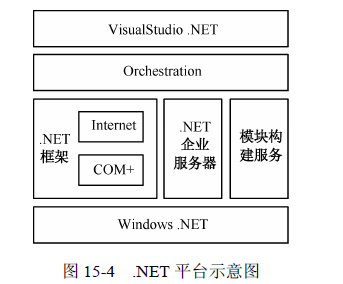 VisualStudio .NET
Orchestration
.NET
框架
Internet
COM+
.NET
企业
服务器
模块构
建服务
Windows .NET
图 15-4 .NET 平台示意图